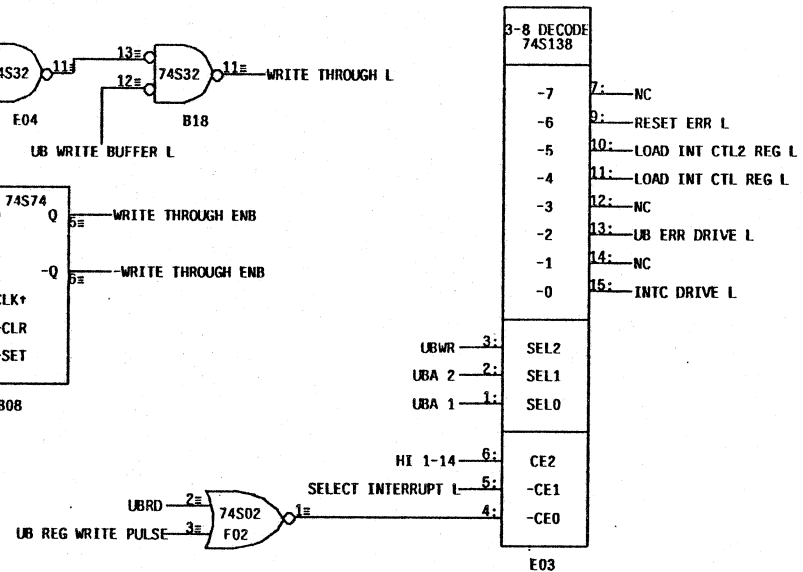 3-8 DECODE
74S138
4S32
11≡
E04
13≡
12≡
74S32
11≡
WRITE THROUGH L
B18
UB WRITE BUFFER L
74S74
Q
5≡
WRITE THROUGH ENB
-Q
6≡
-WRITE THROUGH ENB
CLK↑
-CLR
-SET
B08
-7
7:
NC
-6
9:
RESET ERR L
-5
10:
LOAD INT CTL2 REG L
-4
11:
LOAD INT CTL REG L
-3
12:
NC
-2
13:
UB ERR DRIVE L
-1
14:
NC
-0
15:
INTC DRIVE L
UBWR
3:
SEL2
UBA 2
2:
SEL1
UBA 1
1:
SEL0
HI 1-14
6:
CE2
SELECT INTERRUPT L
5:
-CE1
4:
-CE0
E03
UBRD
2≡
UB REG WRITE PULSE
3≡
74S02
F02
1≡